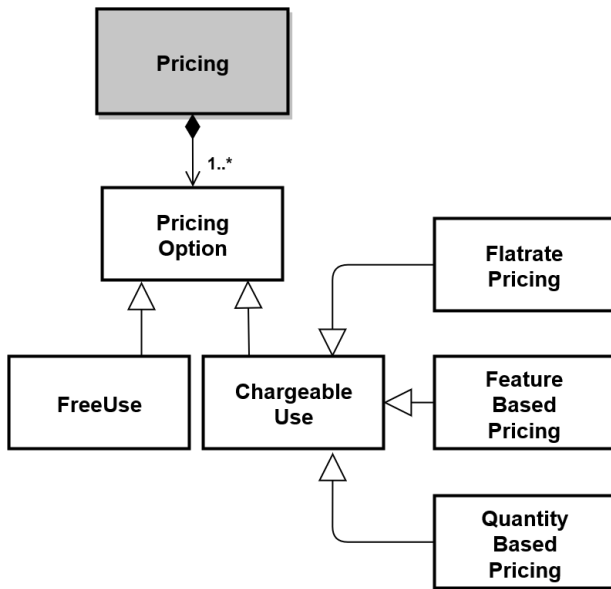 Pricing
1..*
Pricing
Option
Flatrate
Pricing
FreeUse
Chargeable
Use
Feature
Based
Pricing
Quantity
Based
Pricing